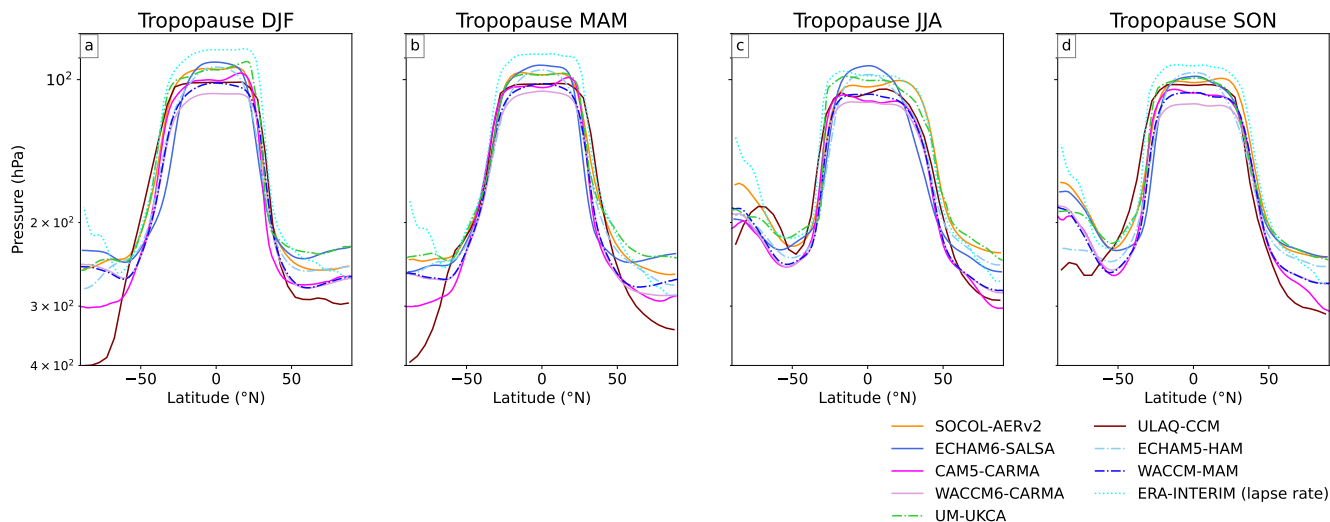 Tropopause DJF
Tropopause MAM
Tropopause JJA
Tropopause SON
a
b
c
d
Pressure (hPa)
10²
2 × 10²
3 × 10²
4 × 10²
−50 0 50
−50 0 50
−50 0 50
−50 0 50
Latitude (°N)
Latitude (°N)
Latitude (°N)
Latitude (°N)
SOCOL-AERv2
ECHAM6-SALSA
CAM5-CARMA
WACCM6-CARMA
UM-UKCA
ULAQ-CCM
ECHAM5-HAM
WACCM-MAM
ERA-INTERIM (lapse rate)